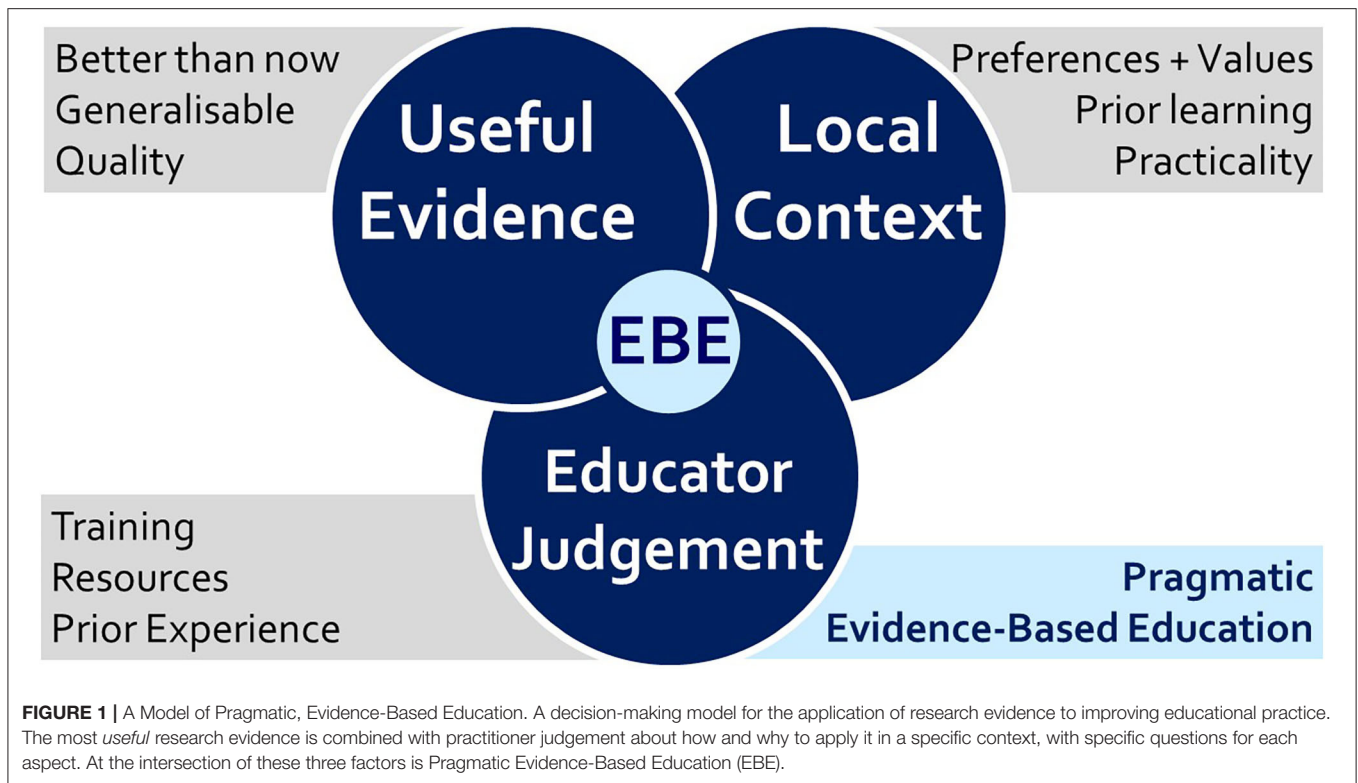 Better than now
Generalisable
Quality
Useful
Evidence
Local
Context
Preferences + Values
Prior learning
Practicality
EBE
Educator
Judgement
Training
Resources
Prior Experience
Pragmatic
Evidence-Based Education
FIGURE 1 | A Model of Pragmatic, Evidence-Based Education. A decision-making model for the application of research evidence to improving educational practice.
The most useful research evidence is combined with practitioner judgement about how and why to apply it in a specific context, with specific questions for each
aspect. At the intersection of these three factors is Pragmatic Evidence-Based Education (EBE).